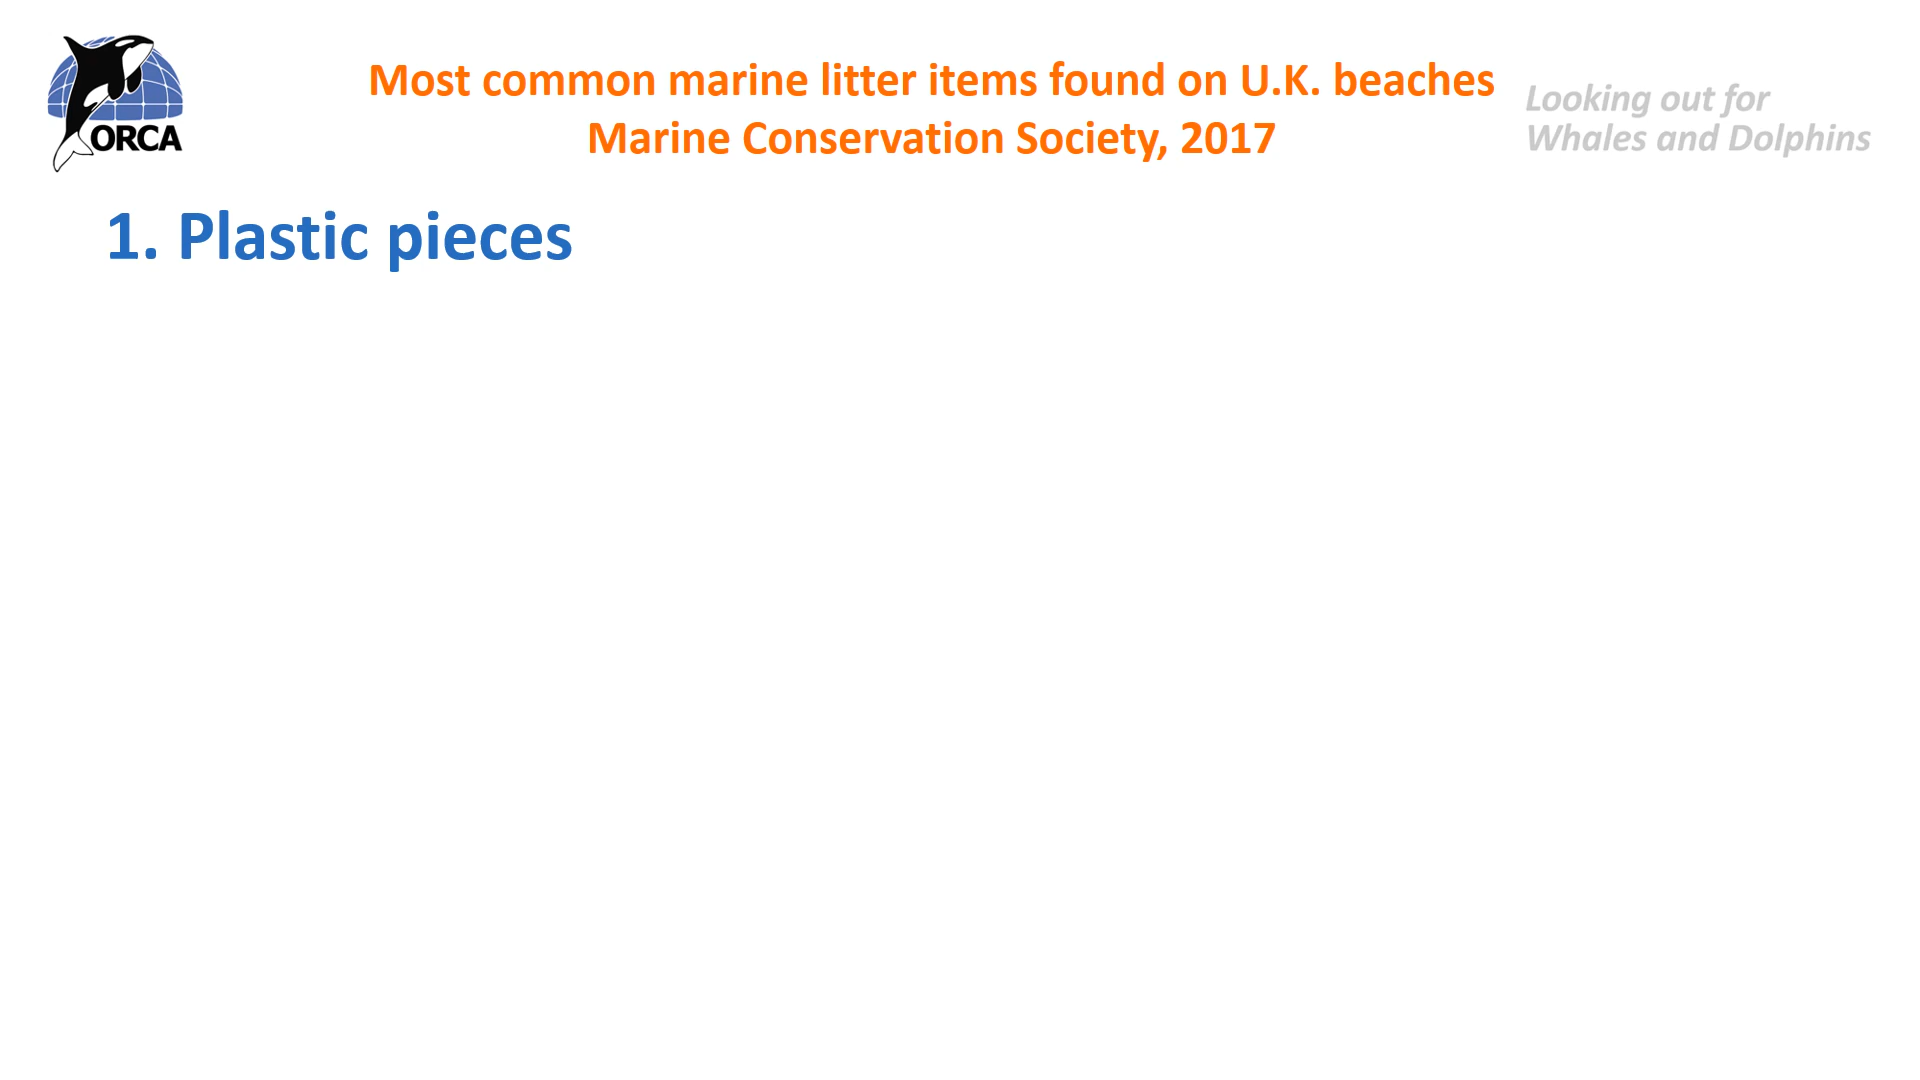 Most common marine litter items found on U.K. beaches
Marine Conservation Society, 2017
Looking out for
Whales and Dolphins
ORCA
1. Plastic pieces